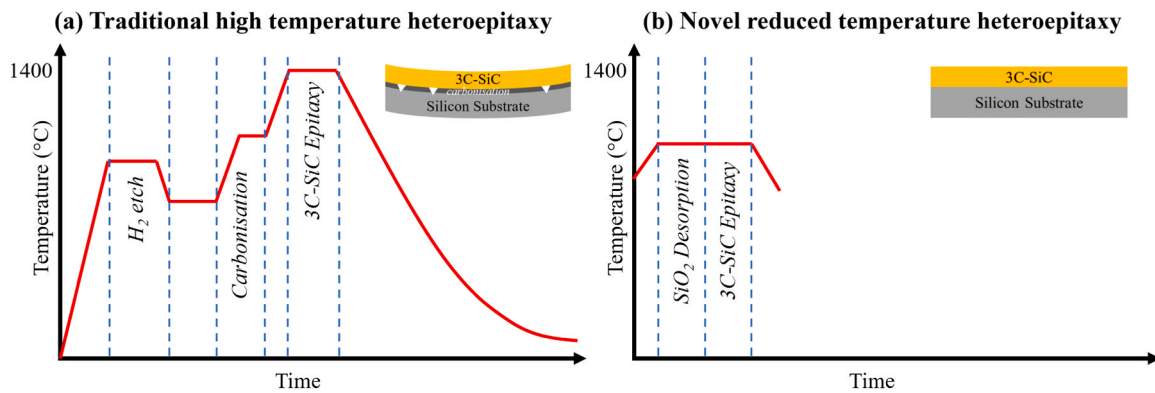 (a) Traditional high temperature heteroepitaxy
1400
Temperature (°C)
H2 etch
Carbonisation
3C-SiC Epitaxy
3C-SiC
carbonisation
Silicon Substrate
Time
(b) Novel reduced temperature heteroepitaxy
1400
Temperature (°C)
SiO2 Desorption
3C-SiC Epitaxy
3C-SiC
Silicon Substrate
Time